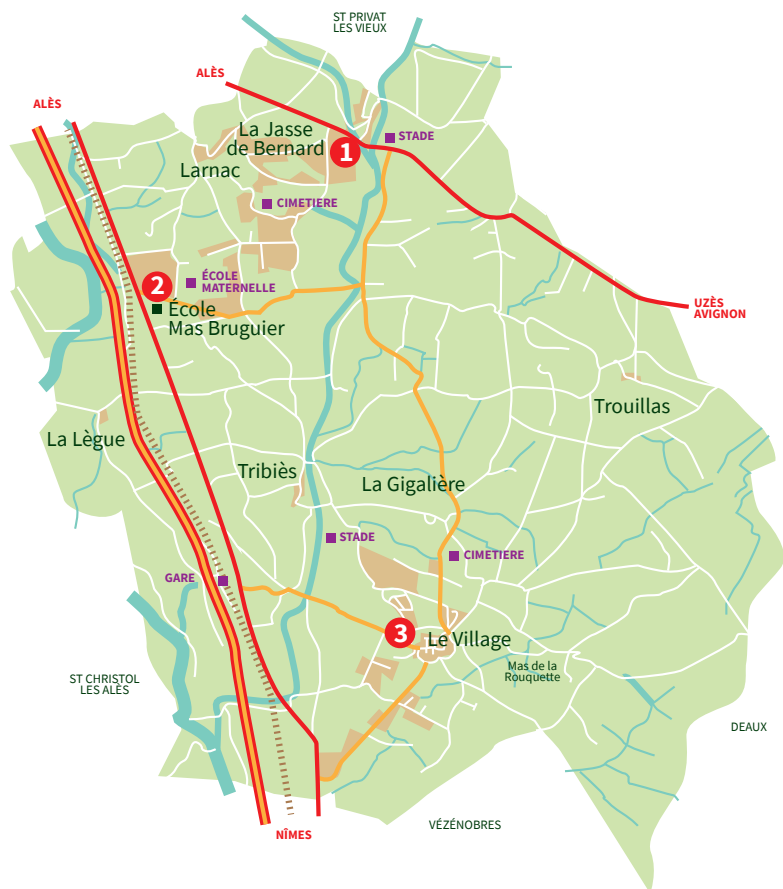 ST PRIVAT
LES VIEUX
ALÈS
ALÈS
La Jasse
de Bernard
1
STADE
Larnac
CIMETIERE
2
ÉCOLE
MATERNELLE
École
Mas Bruguier
UZÈS
AVIGNON
Trouillas
La Lègue
Tribiès
La Gigalière
STADE
CIMETIERE
GARE
3
Le Village
Mas de la
Rouquette
ST CHRISTOL
LES ALÈS
DEAUX
VÉZÉNOBRES
NÎMES